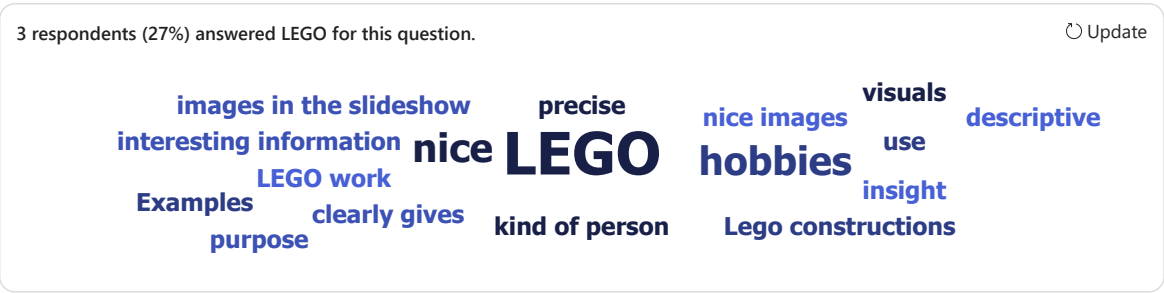 3 respondents (27%) answered LEGO for this question.
Update
visuals
images in the slideshow
precise
nice images
descriptive
interesting information
nice
LEGO
hobbies
use
LEGO work
insight
Examples
clearly gives
kind of person
Lego constructions
purpose